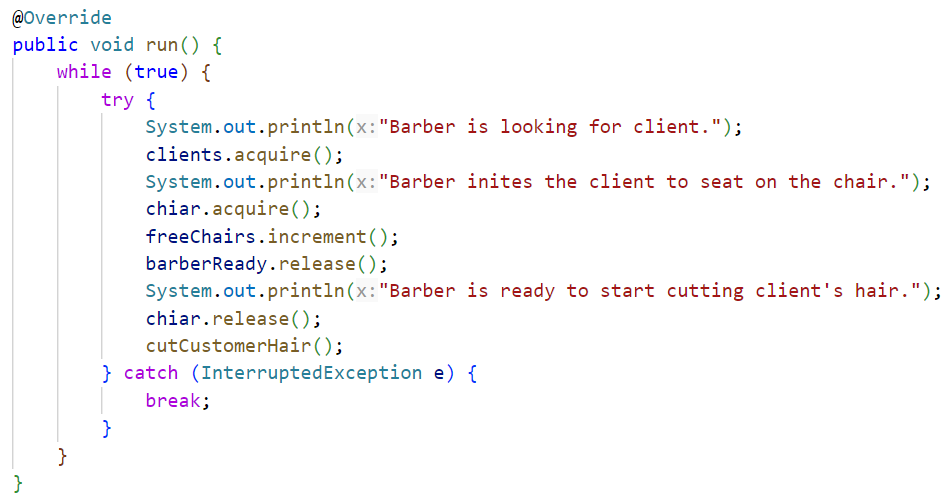 @Override
public void run() {
while (true) {
try {
System.out.println(x:"Barber is looking for client.");
clients.acquire();
System.out.println(x:"Barber inites the client to seat on the chair.");
chiar.acquire();
freeChairs.increment();
barberReady.release();
System.out.println(x:"Barber is ready to start cutting client's hair.");
chiar.release();
cutCustomerHair();
} catch (InterruptedException e) {
break;
}
}
}